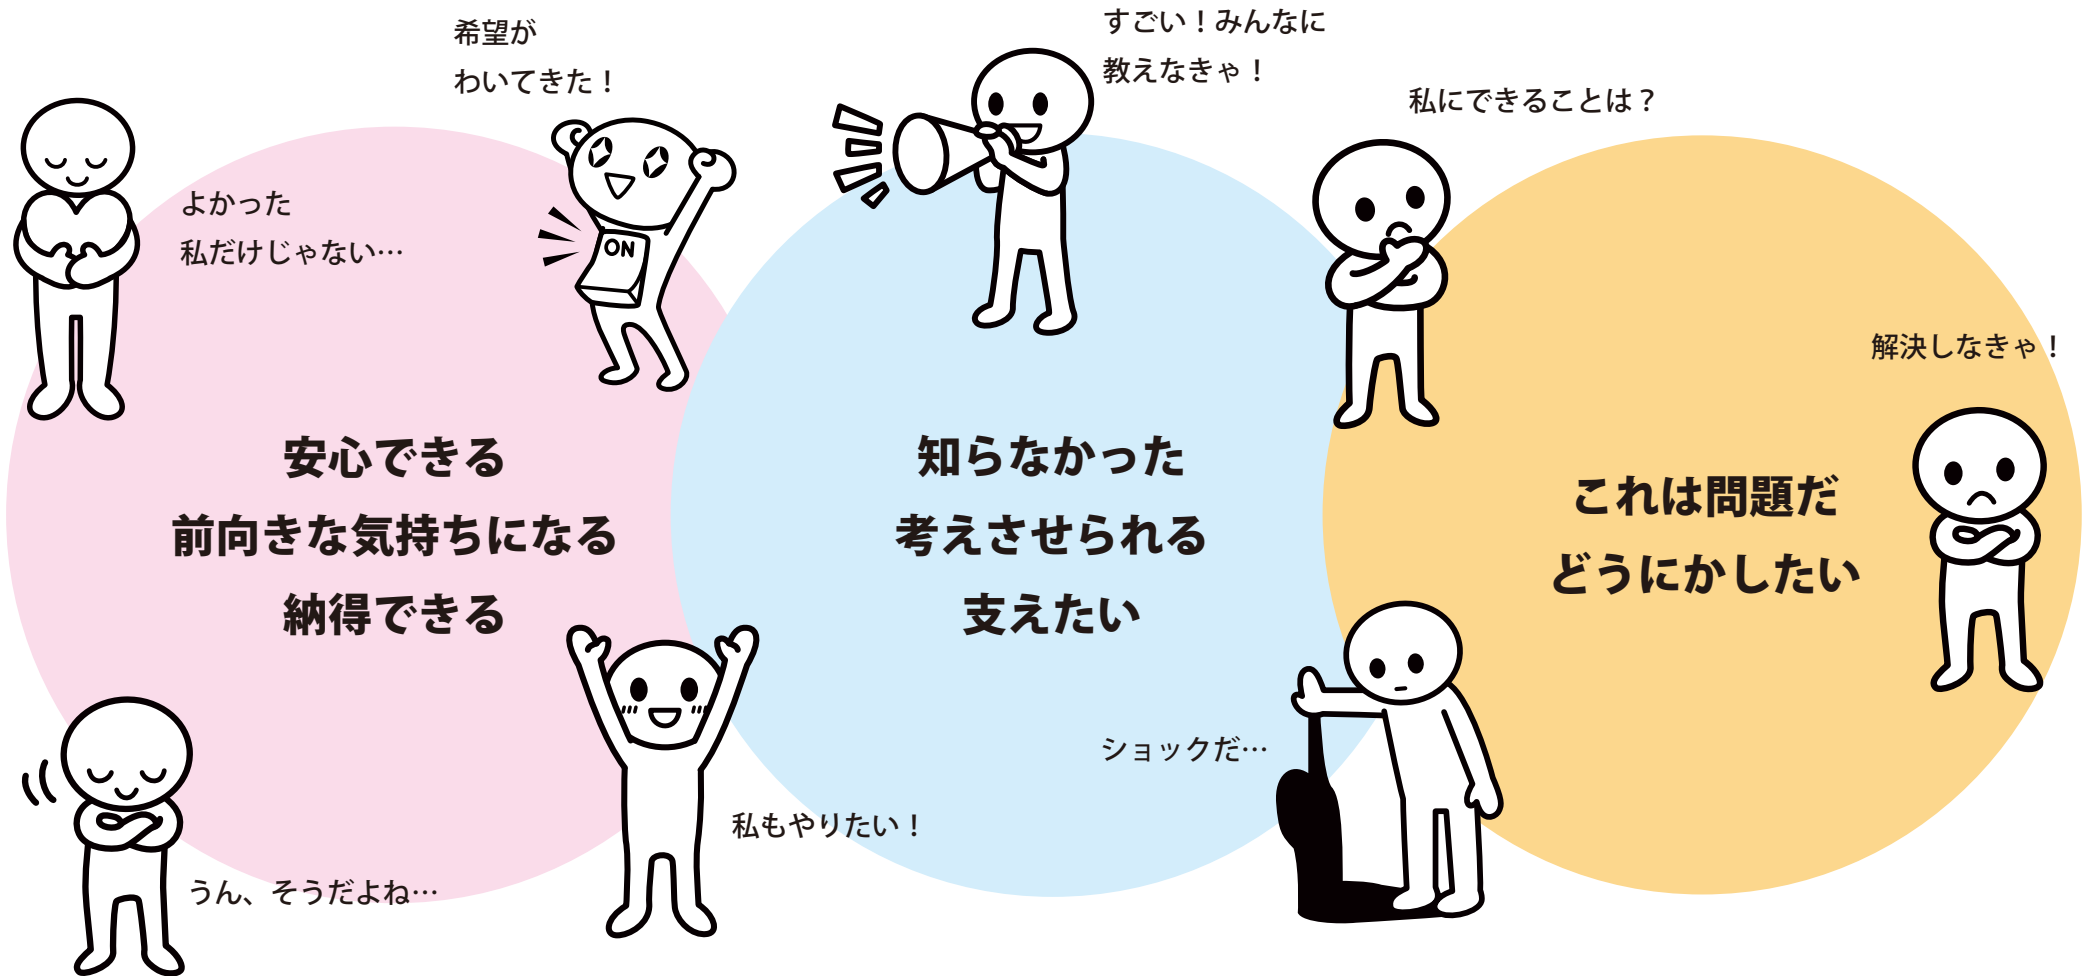 希望が
わいてきた！
よかった
私だけじゃない…
ON
安心できる
前向きな気持ちになる
納得できる
うん、そうだよね…
私もやりたい！
すごい！みんなに
教えなきゃ！
知らなかった
考えさせられる
支えたい
私にできることは？
ショックだ…
これは問題だ
どうにかしたい
解決しなきゃ！